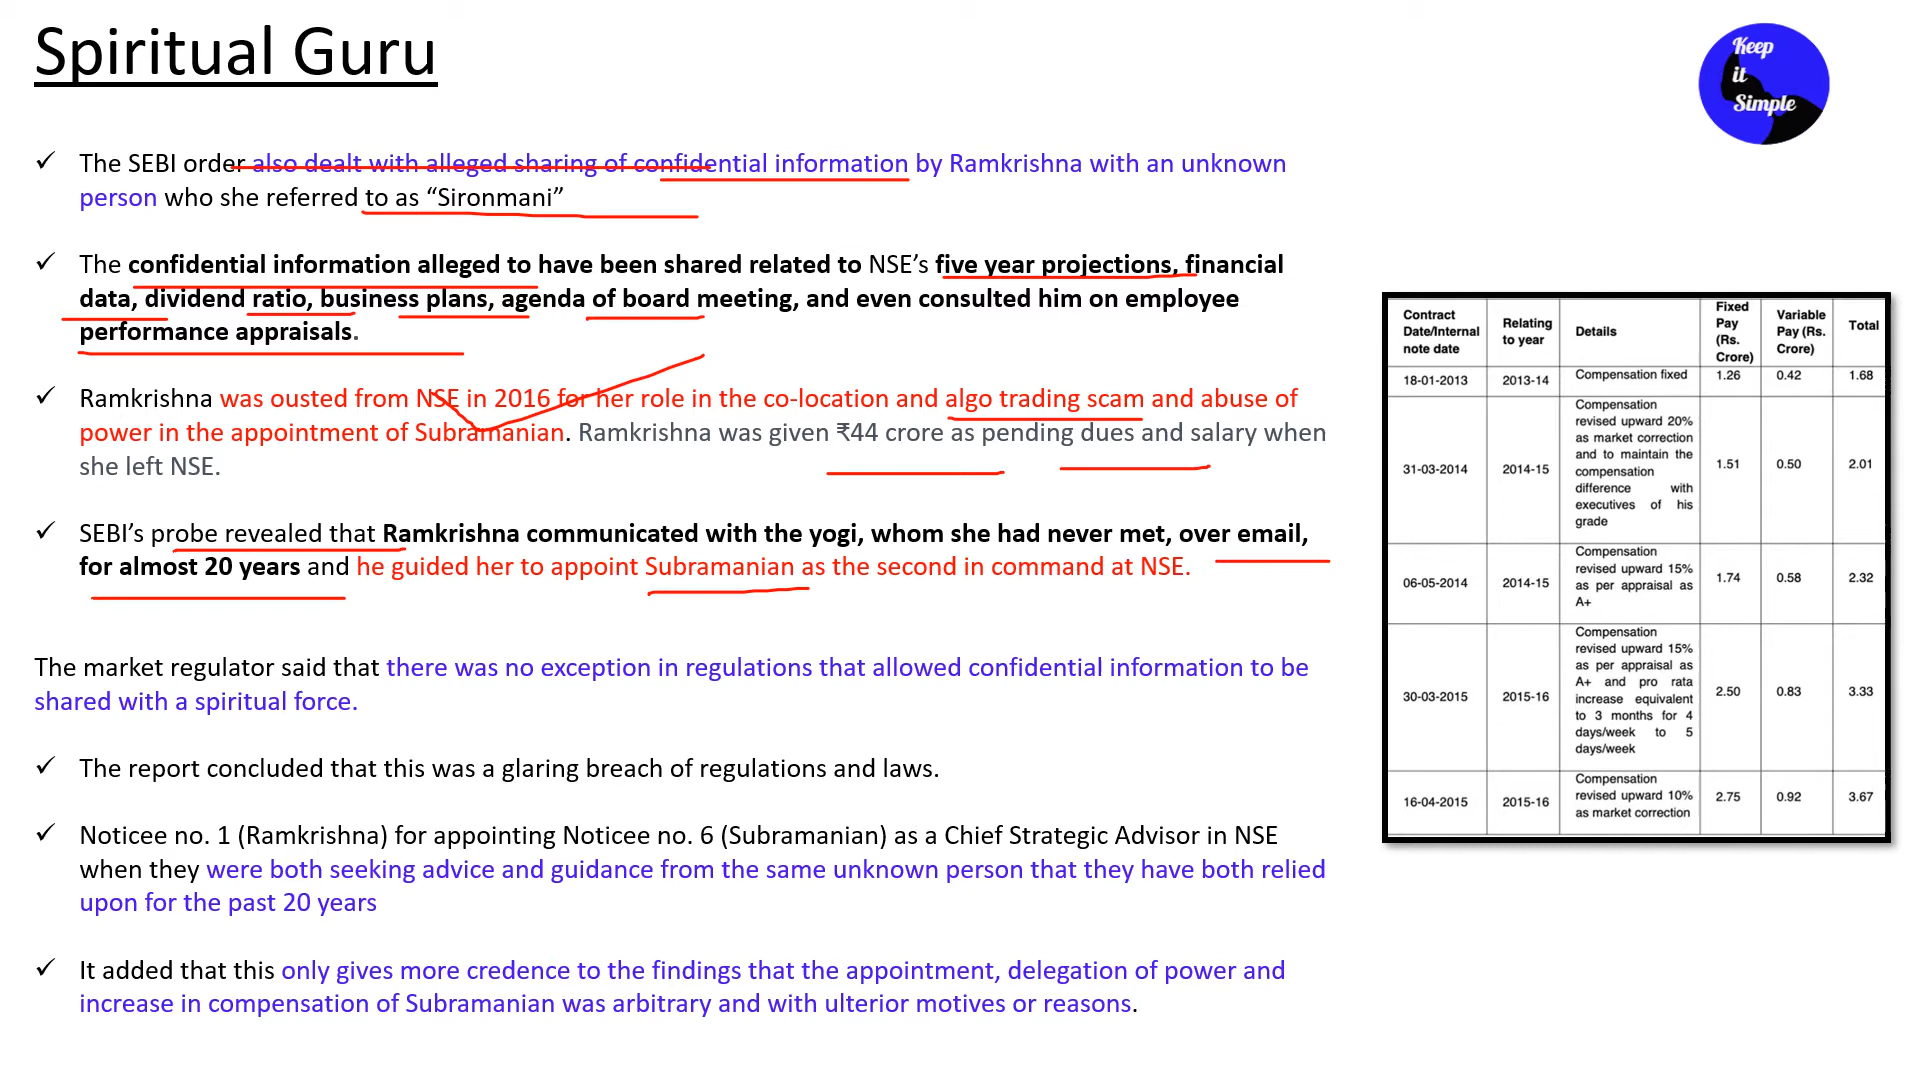 Spiritual Guru
Keep
it
Simple
✓ The SEBI order also dealt with alleged sharing of confidential information by Ramkrishna with an unknown
person who she referred to as “Sironmani”
✓ The confidential information alleged to have been shared related to NSE’s five year projections, financial
data, dividend ratio, business plans, agenda of board meeting, and even consulted him on employee
performance appraisals.
✓ Ramkrishna was ousted from NSE in 2016 for her role in the co-location and algo trading scam and abuse of
power in the appointment of Subramanian. Ramkrishna was given ₹44 crore as pending dues and salary when
she left NSE.
✓ SEBI’s probe revealed that Ramkrishna communicated with the yogi, whom she had never met, over email,
for almost 20 years and he guided her to appoint Subramanian as the second in command at NSE.
The market regulator said that there was no exception in regulations that allowed confidential information to be
shared with a spiritual force.
✓ The report concluded that this was a glaring breach of regulations and laws.
✓ Noticee no. 1 (Ramkrishna) for appointing Noticee no. 6 (Subramanian) as a Chief Strategic Advisor in NSE
when they were both seeking advice and guidance from the same unknown person that they have both relied
upon for the past 20 years
✓ It added that this only gives more credence to the findings that the appointment, delegation of power and
increase in compensation of Subramanian was arbitrary and with ulterior motives or reasons.
Contract
Date/Internal
note date
Relating
to year
Details
Fixed
Pay
(Rs.
Crore)
Variable
Pay (Rs.
Crore)
Total
18-01-2013
2013-14
Compensation fixed
1.26
0.42
1.68
31-03-2014
2014-15
Compensation
revised upward 20%
as market correction
and to maintain the
compensation
difference with
executives of his
grade
1.51
0.50
2.01
06-05-2014
2014-15
Compensation
revised upward 15%
as per appraisal as
A+
1.74
0.58
2.32
30-03-2015
2015-16
Compensation
revised upward 15%
as per appraisal as
A+ and pro rata
increase equivalent
to 3 months for 4
days/week to 5
days/week
2.50
0.83
3.33
16-04-2015
2015-16
Compensation
revised upward 10%
as market correction
2.75
0.92
3.67